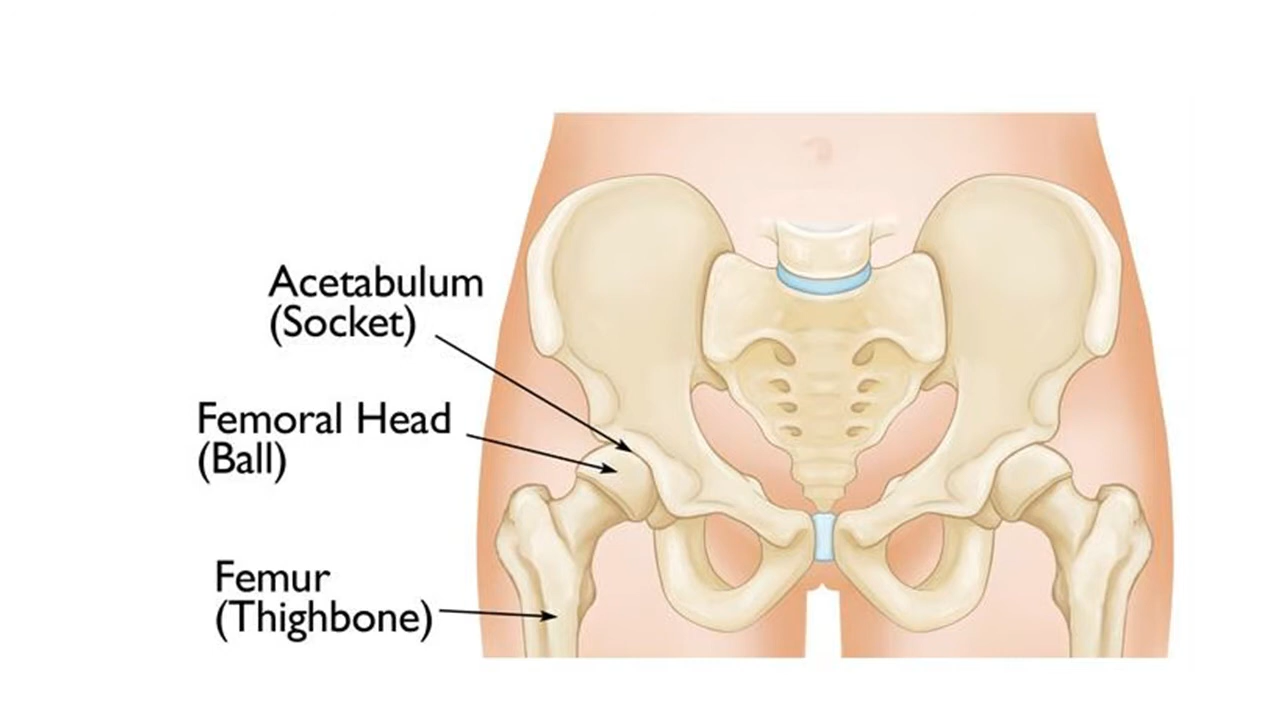 Acetabulum
(Socket)
Femoral Head
(Ball)
Femur
(Thighbone)